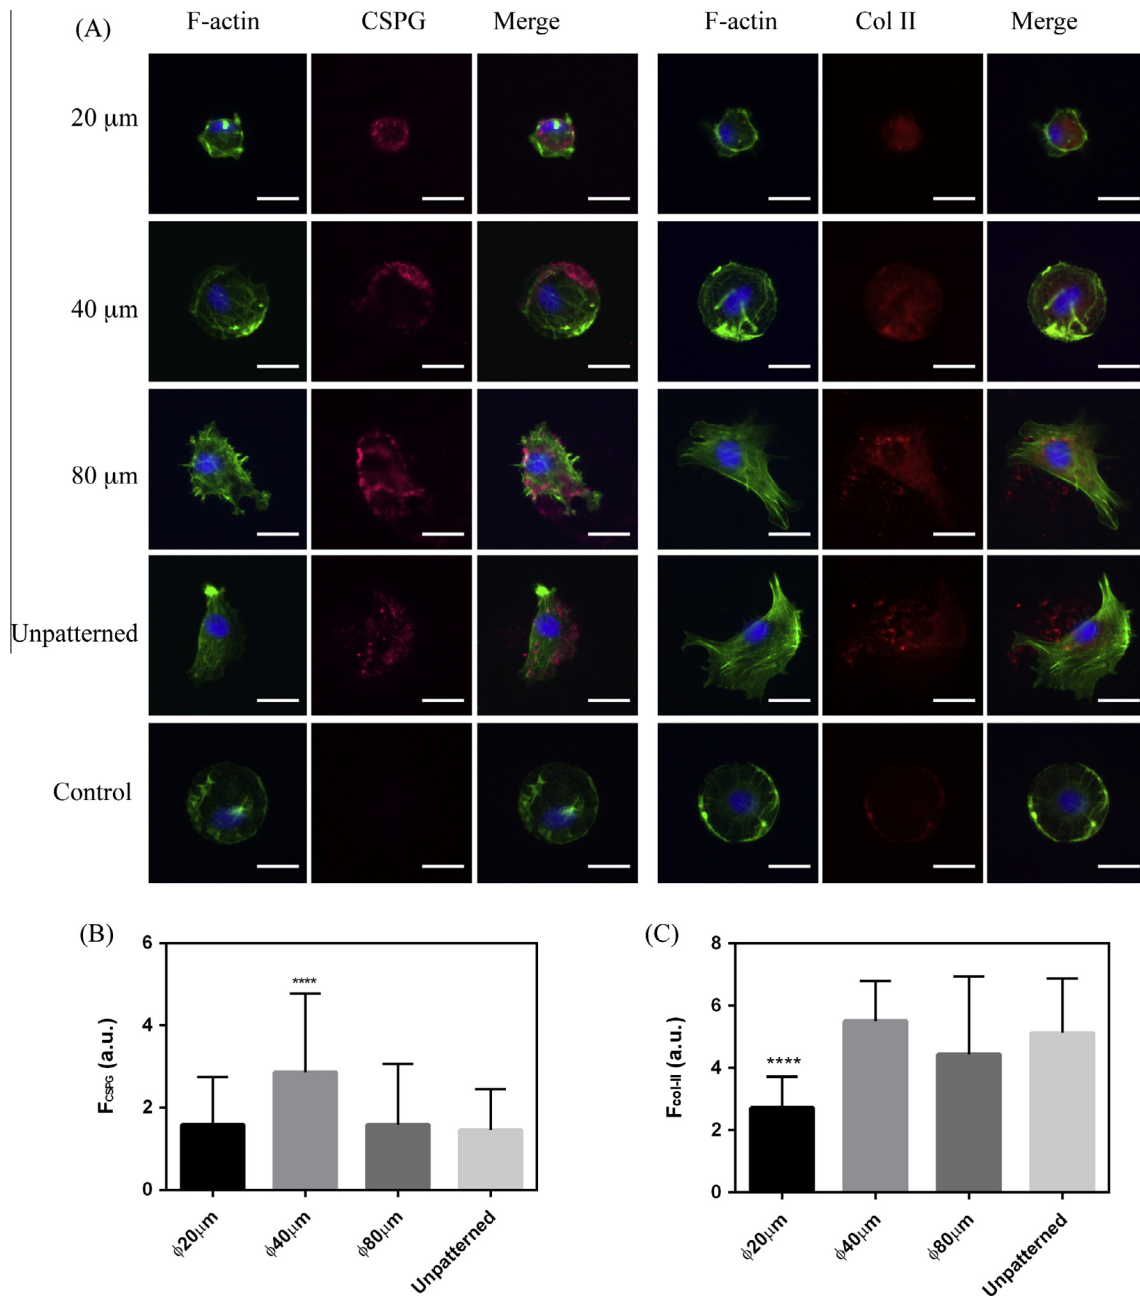 (A)
F-actin CSPG Merge F-actin Col II Merge
20 μm
40 μm
80 μm
Unpatterned
Control
(B)
6
4
2
0
FCSPG (a.u.)
****
ϕ20μm ϕ40μm ϕ80μm Unpatterned
(C)
8
6
4
2
0
Fcol-II (a.u.)
****
ϕ20μm ϕ40μm ϕ80μm Unpatterned